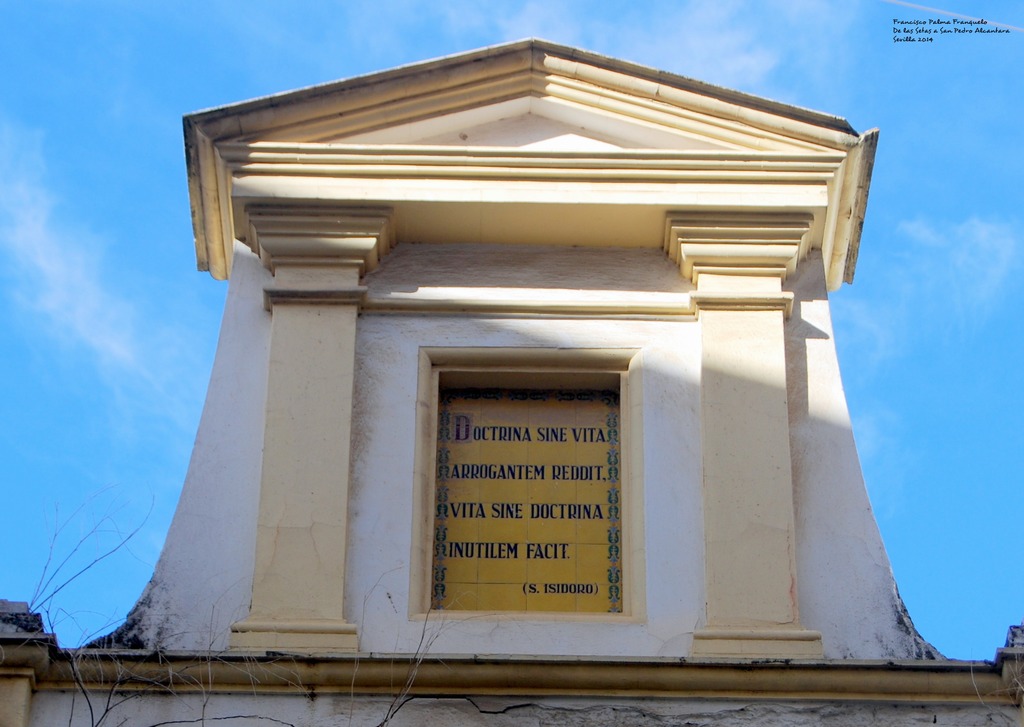 Francisco Palma Franquelo
De las Setas a San Pedro Alcantara
Sevilla 2014
DOCTRINA SINE VITA
ARROGANTEM REDDIT,
VITA SINE DOCTRINA
INUTILEM FACIT.
(S. ISIDORO)